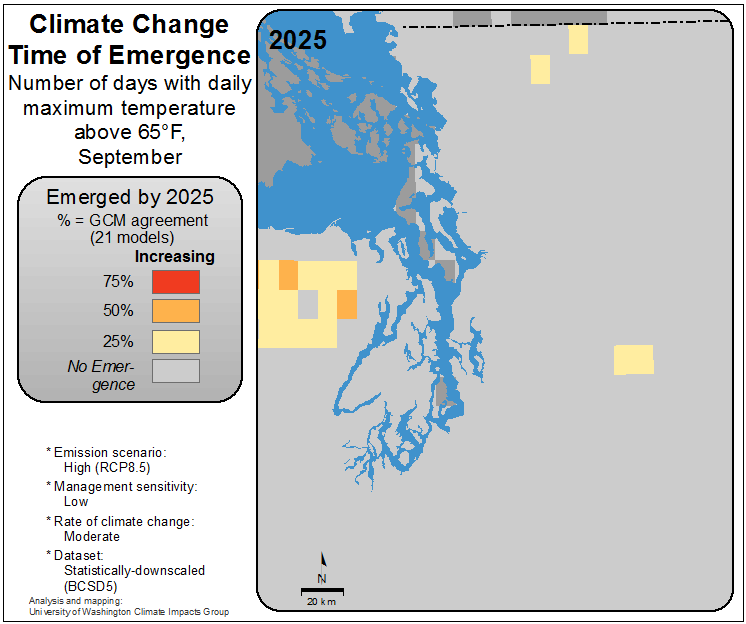 Climate Change
Time of Emergence
Number of days with daily
maximum temperature
above 65°F,
September
Emerged by 2025
% = GCM agreement
(21 models)
Increasing
75%
50%
25%
No Emer-
gence
* Emission scenario:
High (RCP8.5)
* Management sensitivity:
Low
* Rate of climate change:
Moderate
* Dataset:
Statistically-downscaled
(BCSD5)
Analysis and mapping:
University of Washington Climate Impacts Group
2025
N
20 km